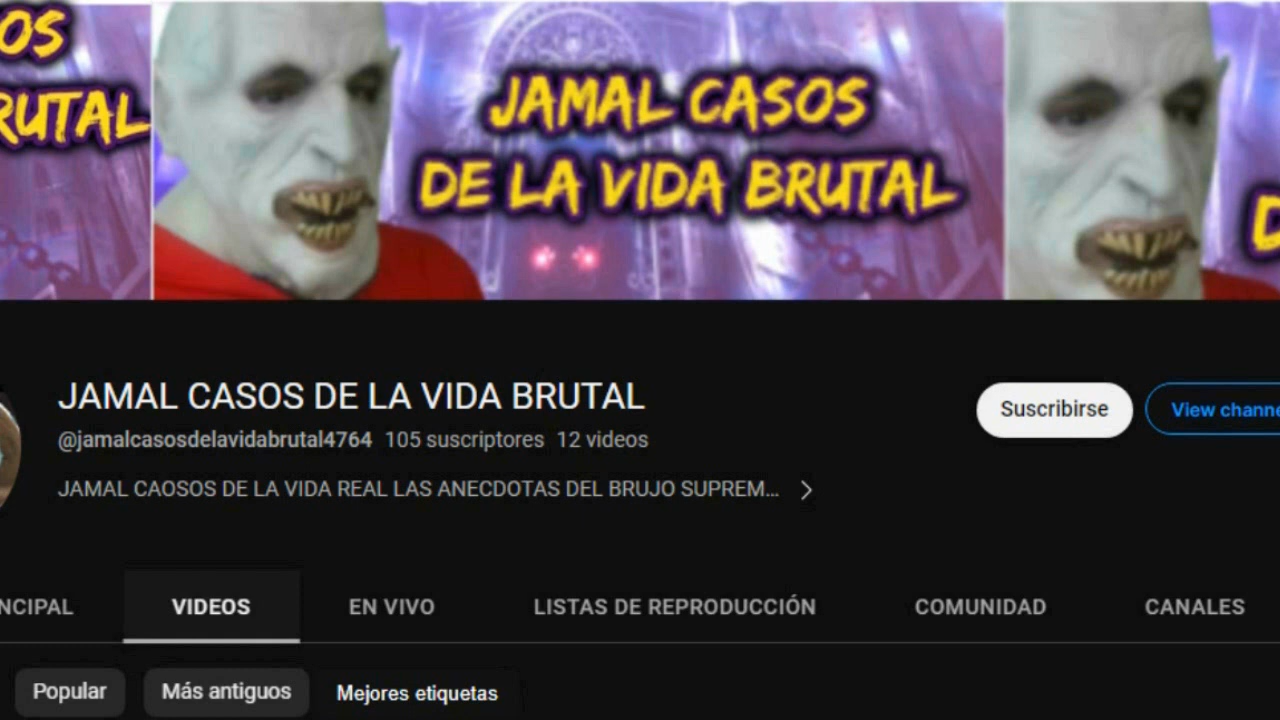 OS
RUTAL
JAMAL CASOS
DE LA VIDA BRUTAL
D
JAMAL CASOS DE LA VIDA BRUTAL
@jamalcasosdelavidabrutal4764 105 suscriptores 12 videos
JAMAL CAOSOS DE LA VIDA REAL LAS ANECDOTAS DEL BRUJO SUPREM...
Suscribirse
View channe
NCIPAL VIDEOS EN VIVO LISTAS DE REPRODUCCIÓN COMUNIDAD CANALES
Popular Más antiguos Mejores etiquetas